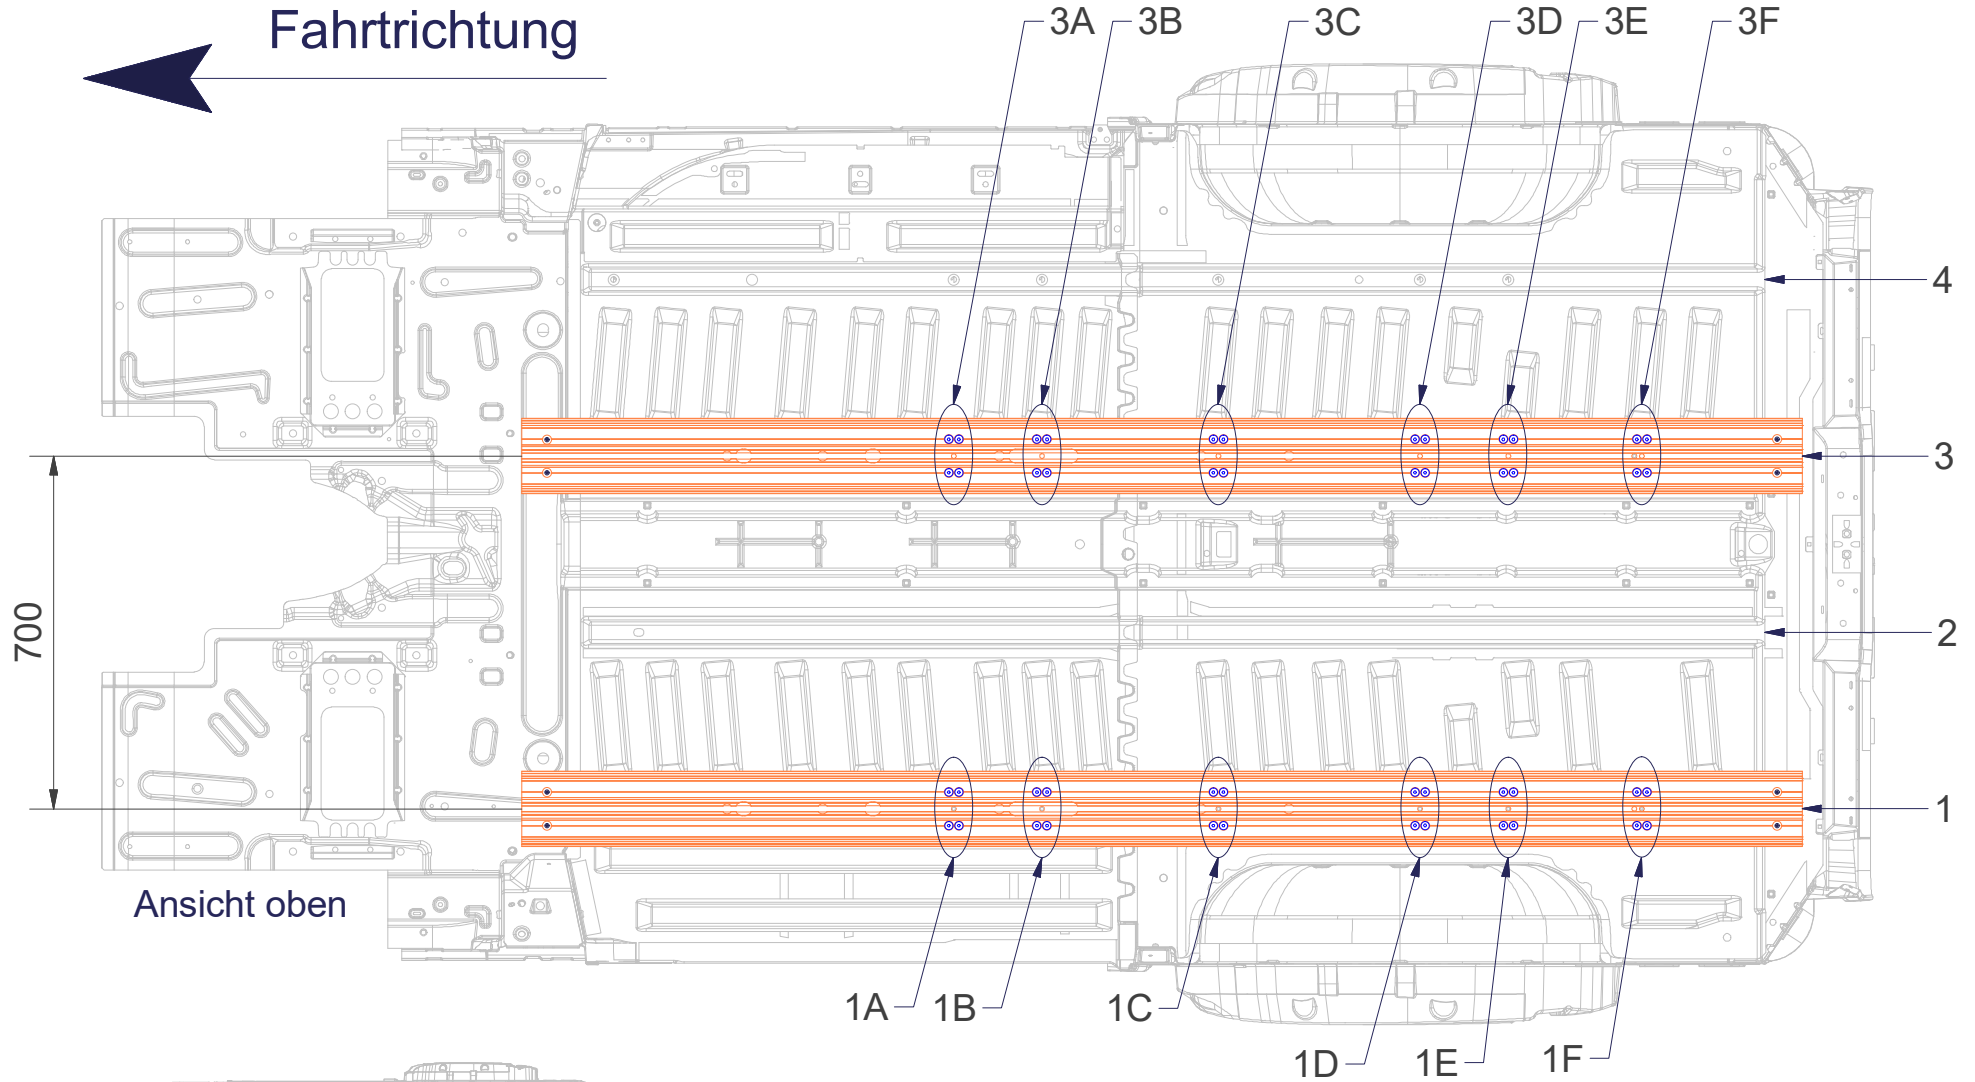 Fahrtrichtung
3A
3B
3C
3D
3E
3F
4
3
700
2
1
Ansicht oben
1A
1B
1C
1D
1E
1F